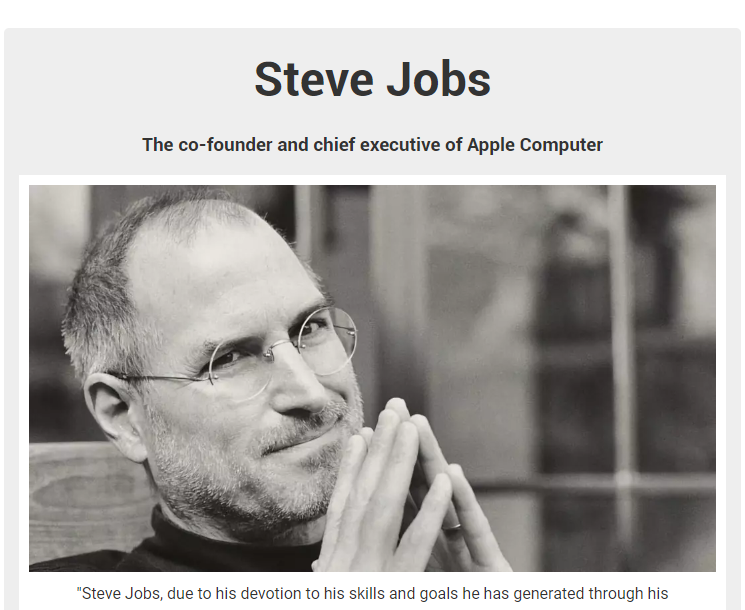 Steve Jobs
The co-founder and chief executive of Apple Computer
"Steve Jobs, due to his devotion to his skills and goals he has generated through his